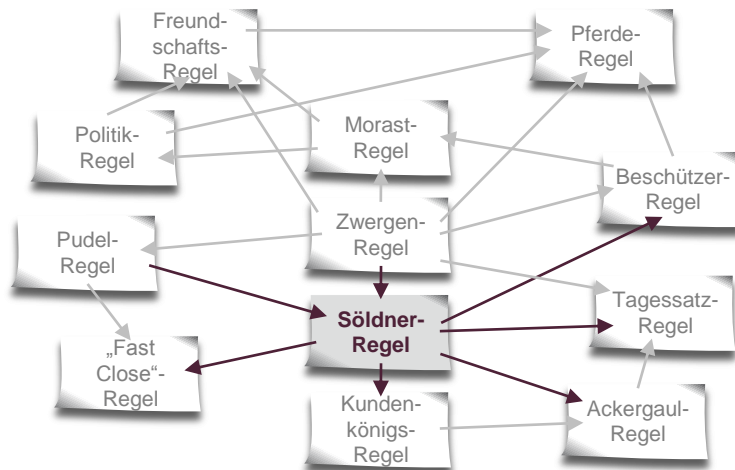 Freund-
schafts-
Regel
Pferde-
Regel
Politik-
Regel
Morast-
Regel
Beschützer-
Regel
Zwergen-
Regel
Pudel-
Regel
Söldner-
Regel
Tagessatz-
Regel
„Fast
Close“-
Regel
Kunden-
königs-
Regel
Ackergaul-
Regel